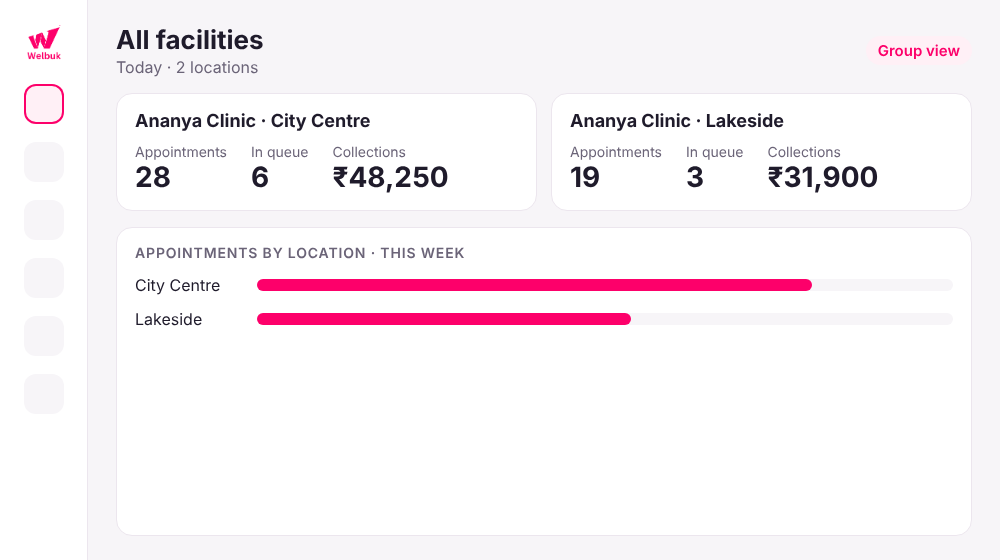 Welbuk
All facilities
Today · 2 locations
Group view
Ananya Clinic · City Centre
Appointments In queue Collections
28 6 ₹48,250
Ananya Clinic · Lakeside
Appointments In queue Collections
19 3 ₹31,900
APPOINTMENTS BY LOCATION · THIS WEEK
City Centre
Lakeside